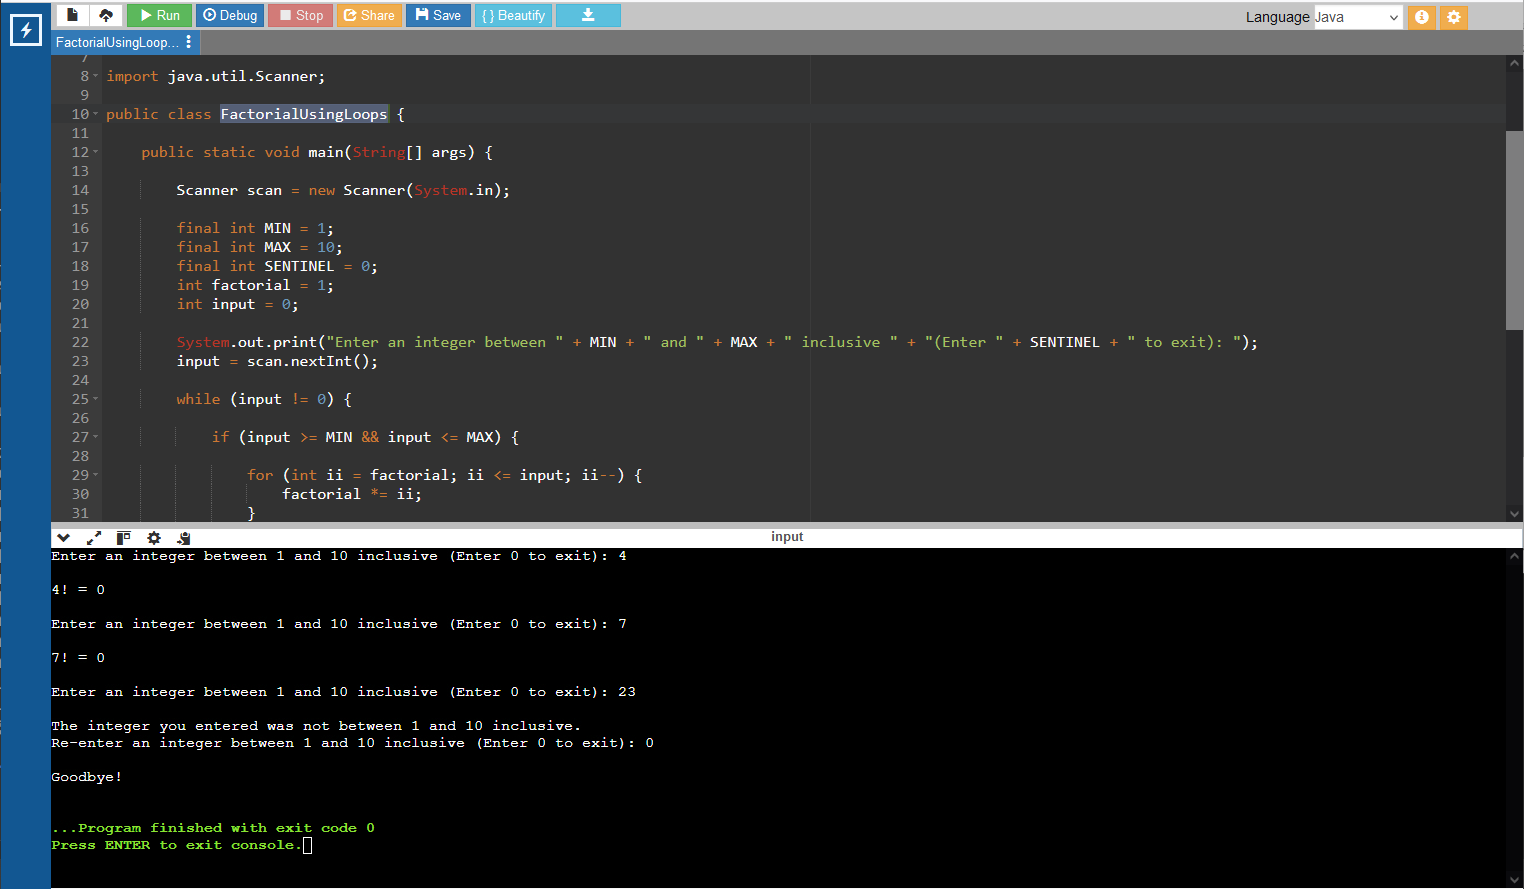 Run Debug Stop Share Save { } Beautify Language Java
FactorialUsingLoop...
7
8 import java.util.Scanner;
9
10 public class FactorialUsingLoops {
11
12 public static void main(String[] args) {
13
14 Scanner scan = new Scanner(System.in);
15
16 final int MIN = 1;
17 final int MAX = 10;
18 final int SENTINEL = 0;
19 int factorial = 1;
20 int input = 0;
21
22 System.out.print("Enter an integer between " + MIN + " and " + MAX + " inclusive " + "(Enter " + SENTINEL + " to exit): ");
23 input = scan.nextInt();
24
25 while (input != 0) {
26
27 if (input >= MIN && input <= MAX) {
28
29 for (int ii = factorial; ii <= input; ii--) {
30 factorial *= ii;
31 }
input
Enter an integer between 1 and 10 inclusive (Enter 0 to exit): 4
4! = 0
Enter an integer between 1 and 10 inclusive (Enter 0 to exit): 7
7! = 0
Enter an integer between 1 and 10 inclusive (Enter 0 to exit): 23
The integer you entered was not between 1 and 10 inclusive.
Re-enter an integer between 1 and 10 inclusive (Enter 0 to exit): 0
Goodbye!
...Program finished with exit code 0
Press ENTER to exit console.